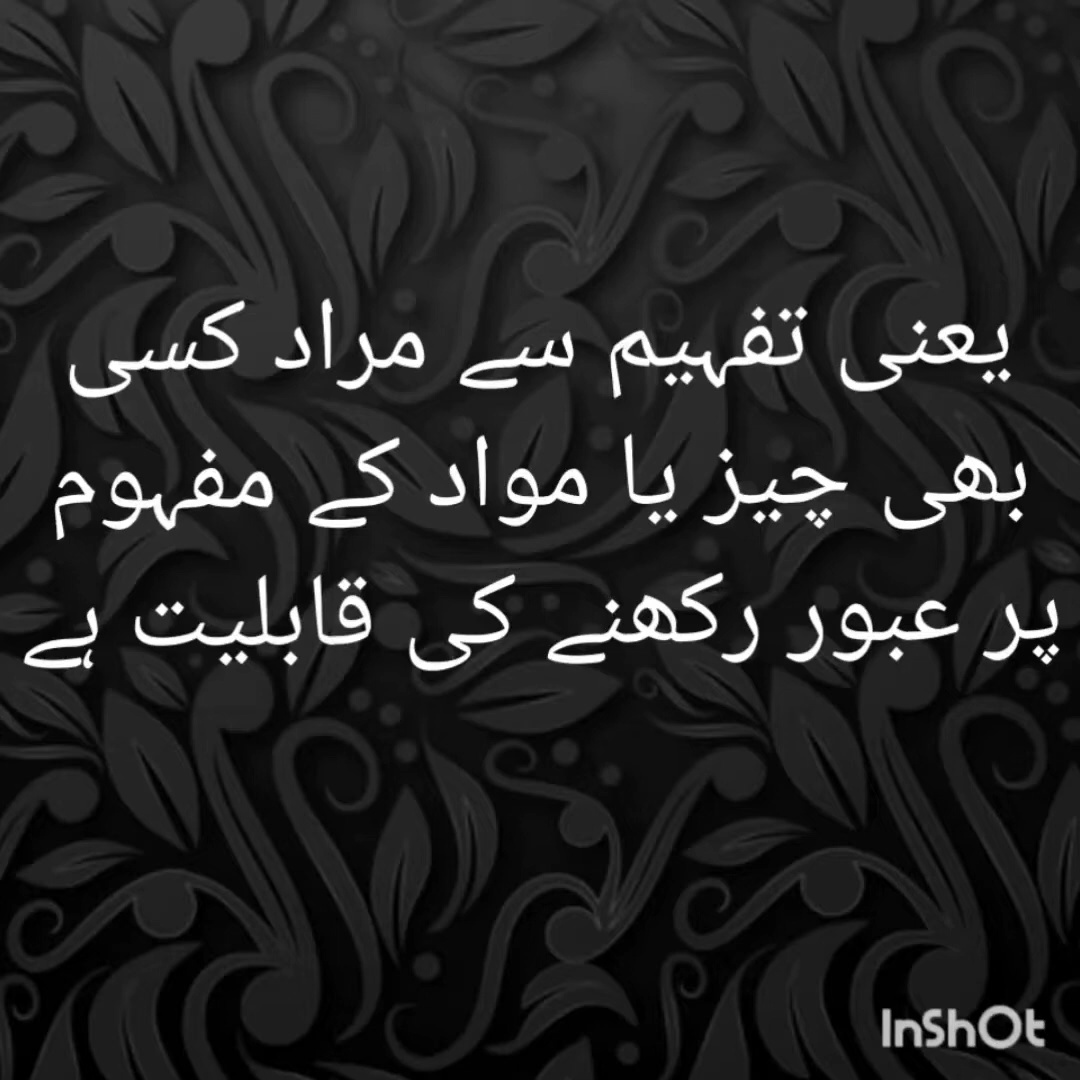 یعنی تفہیم سے مراد کسی
بھی چیز یا مواد کے مفہوم
پر عبور رکھنے کی قابلیت ہے
InShOt